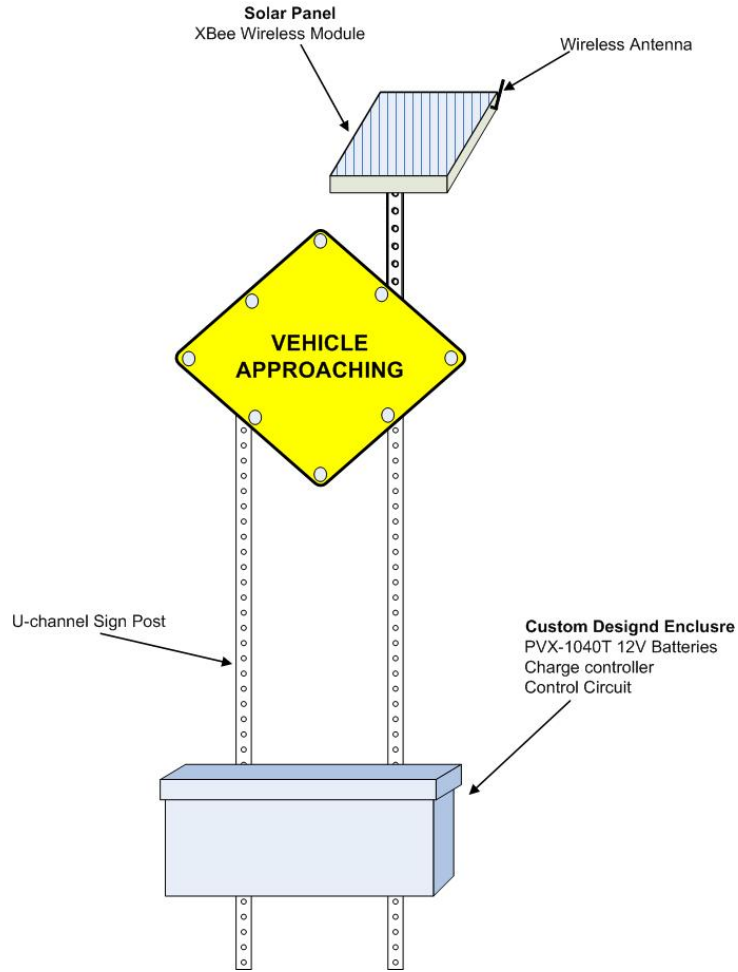 Solar Panel
XBee Wireless Module
Wireless Antenna
VEHICLE
APPROACHING
U-channel Sign Post
Custom Designd Enclusre
PVX-1040T 12V Batteries
Charge controller
Control Circuit